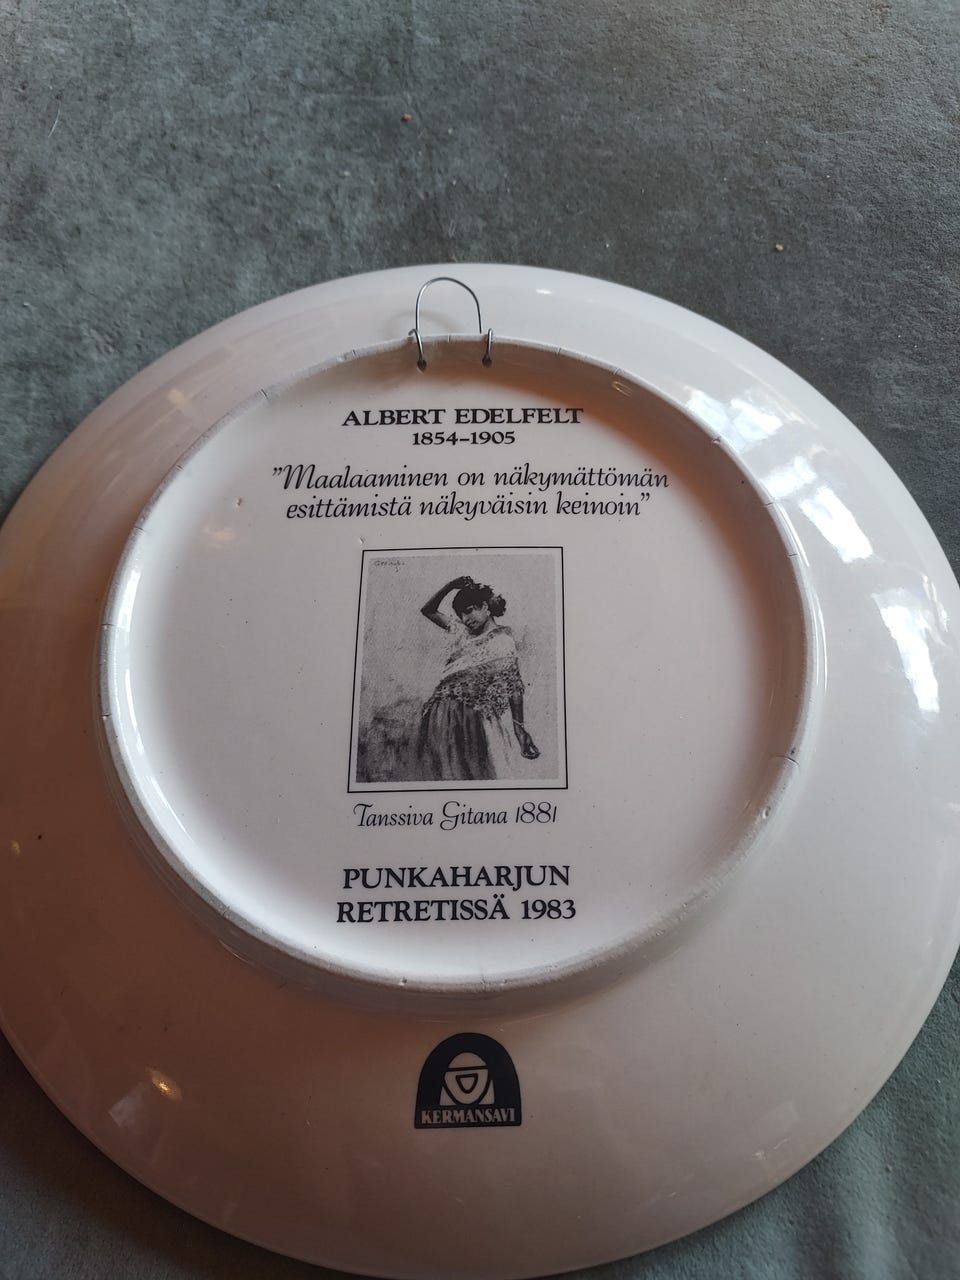 ALBERT EDELFELT
1854-1905
"Maalaaminen on näkymättömän
esittämistä näkyväisin keinoin"
Tanssiva Gitana 1881
PUNKAHARJUN
RETRETISSÄ 1983
KERMANSAVI